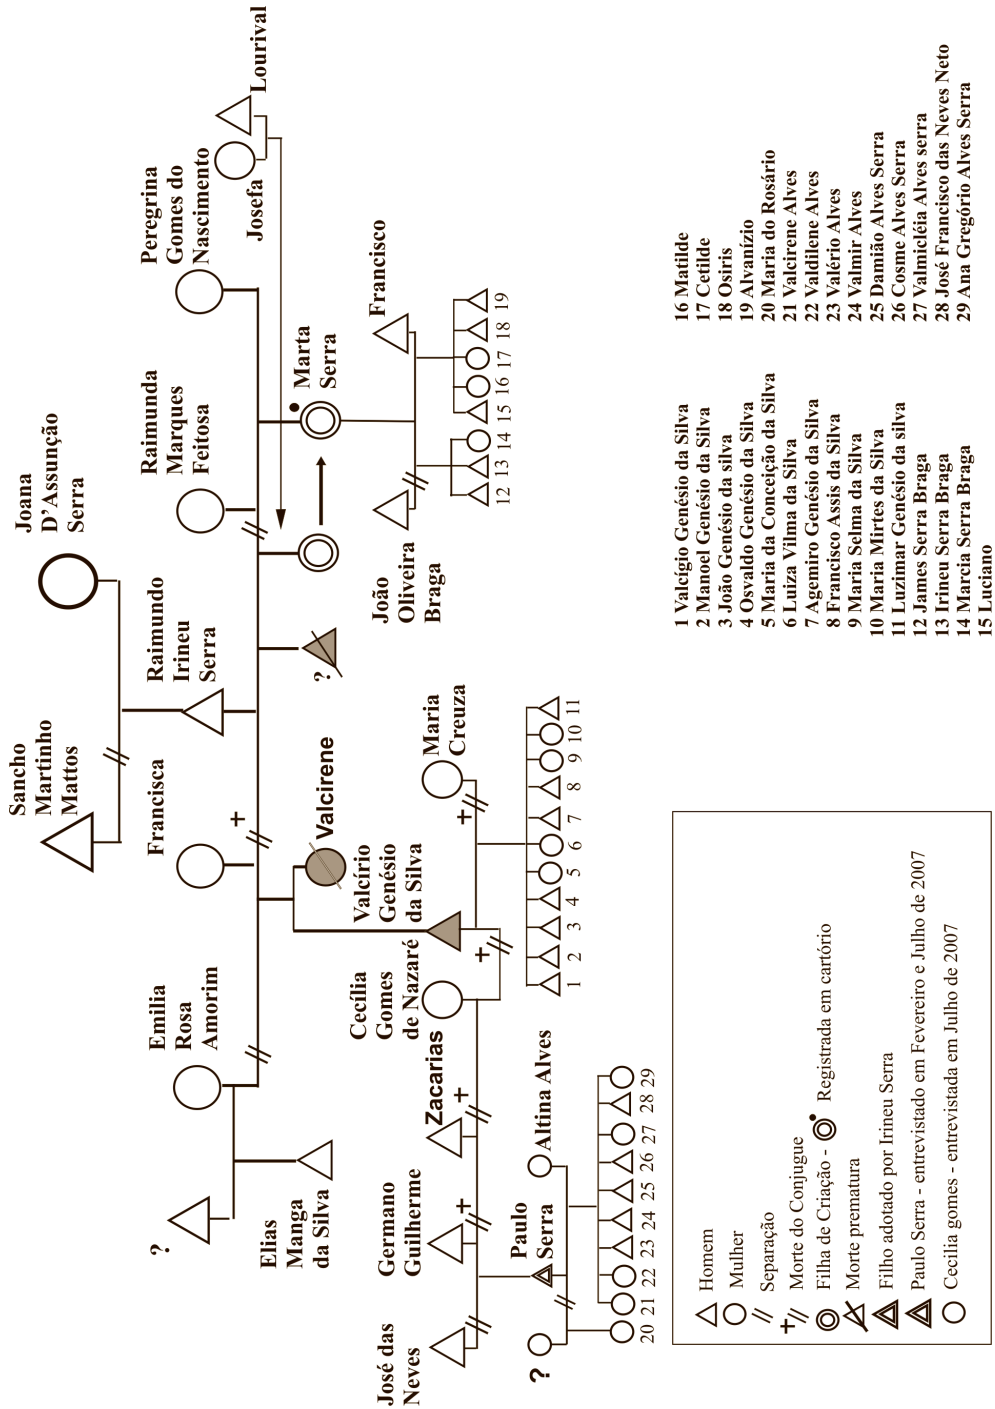 Joana
D'Assunção
Serra
Sancho
Martinho
Mattos
Emilia
Rosa
Amorim
Francisca
Raimundo
Irineu
Serra
Raimunda
Marques
Feitosa
Peregrina
Gomes do
Nascimento
Josefa
Lourival
?
Elias
Manga
da Silva
+
Valcirene
Valcírio
Genésio
da Silva
?
Marta
Serra
José das
Neves
Germano
Guilherme
+
Zacarias
+
Cecília
Gomes
de Nazaré
+
Maria
Creuza
+
João
Oliveira
Braga
Francisco
?
Paulo
Serra
Altina Alves
1 2 3 4 5 6 7 8 9 10 11
12 13 14 15 16 17 18 19
20 21 22 23 24 25 26 27 28 29
Homem
Mulher
Separação
+ Morte do Conjugue
Filha de Criação - Registrada em cartório
Morte prematura
Filho adotado por Irineu Serra
Paulo Serra - entrevistado em Fevereiro e Julho de 2007
Cecilia gomes - entrevistada em Julho de 2007
1 Valcígio Genésio da Silva
2 Manoel Genésio da Silva
3 João Genésio da silva
4 Osvaldo Genésio da Silva
5 Maria da Conceição da Silva
6 Luiza Vilma da Silva
7 Agemiro Genésio da Silva
8 Francisco Assis da Silva
9 Maria Selma da Silva
10 Maria Mirtes da Silva
11 Luzimar Genésio da silva
12 James Serra Braga
13 Irineu Serra Braga
14 Marcia Serra Braga
15 Luciano
16 Matilde
17 Cetilde
18 Osiris
19 Alvanízio
20 Maria do Rosário
21 Valcirene Alves
22 Valdilene Alves
23 Valério Alves
24 Valmir Alves
25 Damião Alves Serra
26 Cosme Alves Serra
27 Valmicléia Alves serra
28 José Francisco das Neves Neto
29 Ana Gregório Alves Serra